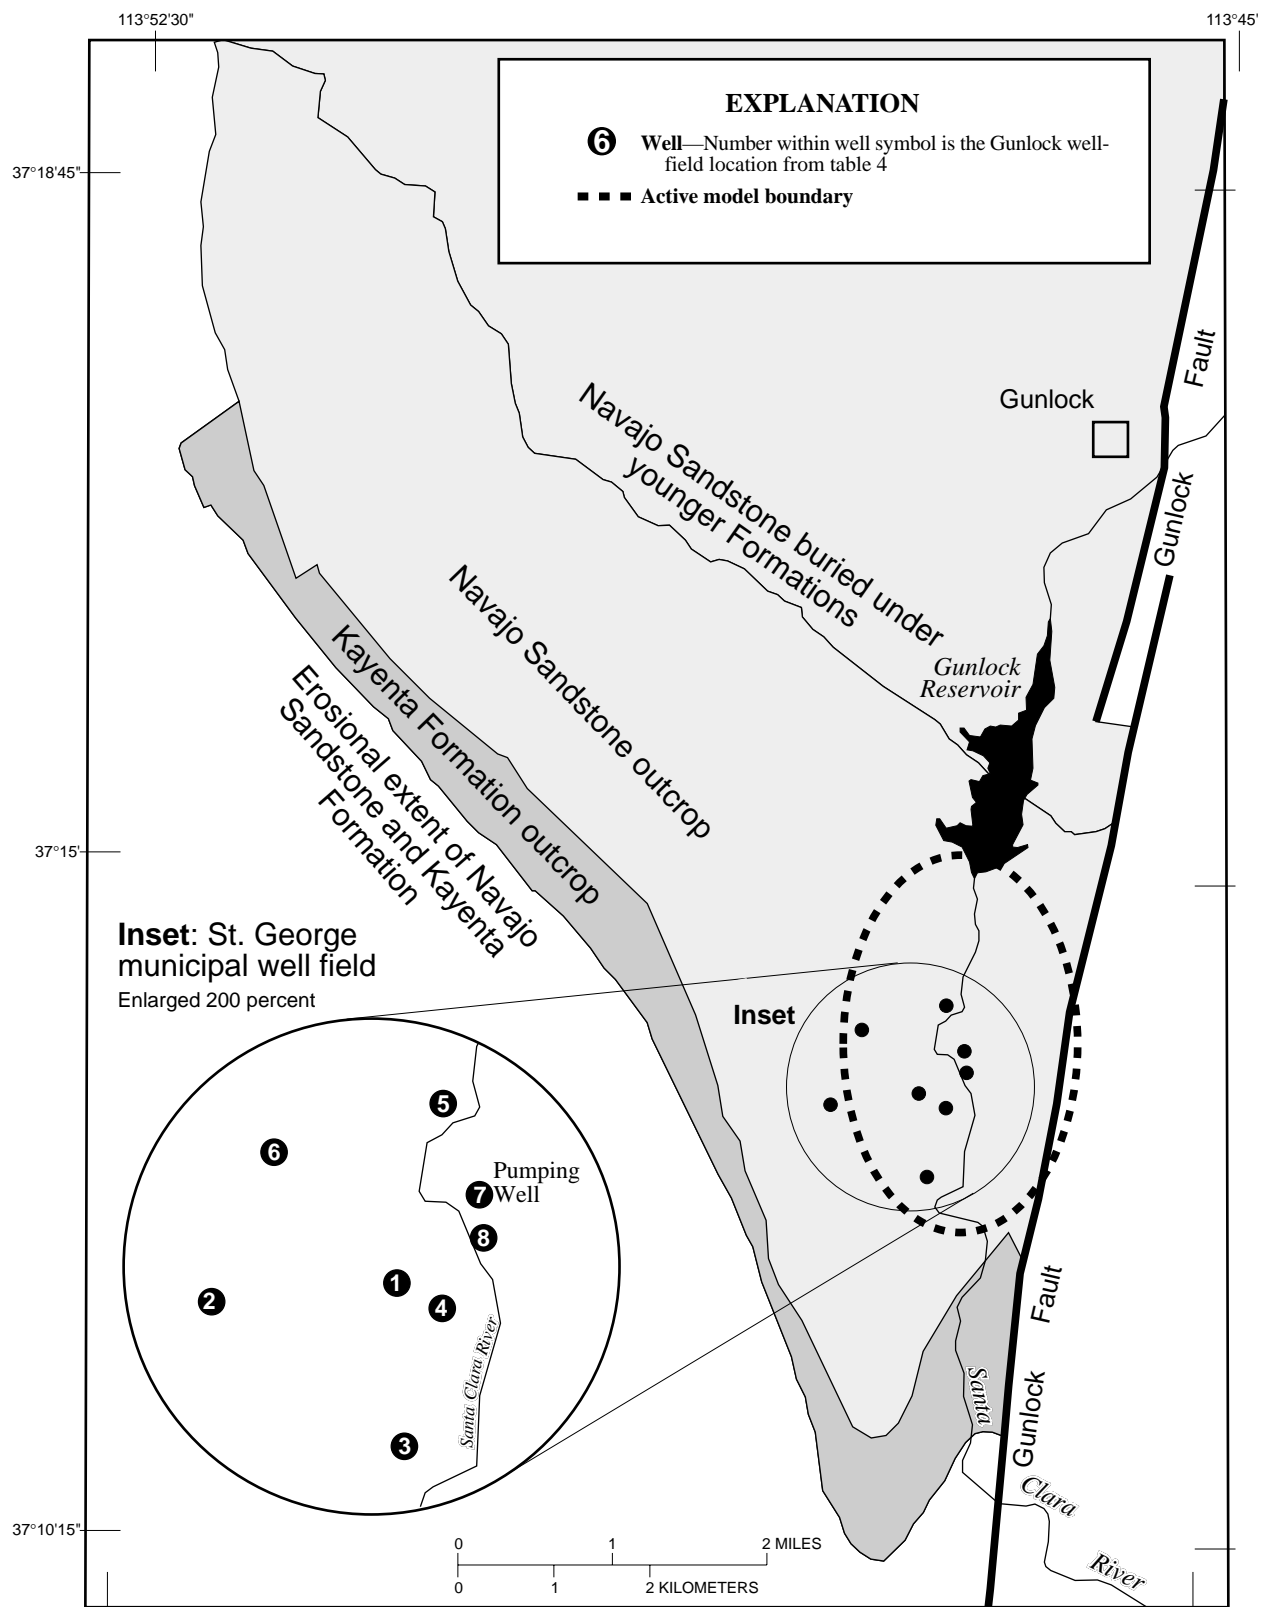 113°52'30"
113°45'
EXPLANATION
6
Well—Number within well symbol is the Gunlock well-
field location from table 4
Active model boundary
37°18'45"
Fault
Gunlock
Gunlock
Navajo Sandstone buried under
younger Formations
Navajo Sandstone outcrop
Gunlock
Reservoir
Kayenta Formation outcrop
Erosional extent of Navajo
Sandstone and Kayenta
Formation
37°15'
Inset: St. George
municipal well field
Enlarged 200 percent
Inset
5
6
Pumping
Well
7
8
1
2
4
3
Santa Clara River
Fault
Gunlock
Santa
Clara
River
37°10'15"
0 1 2 MILES
0 1 2 KILOMETERS